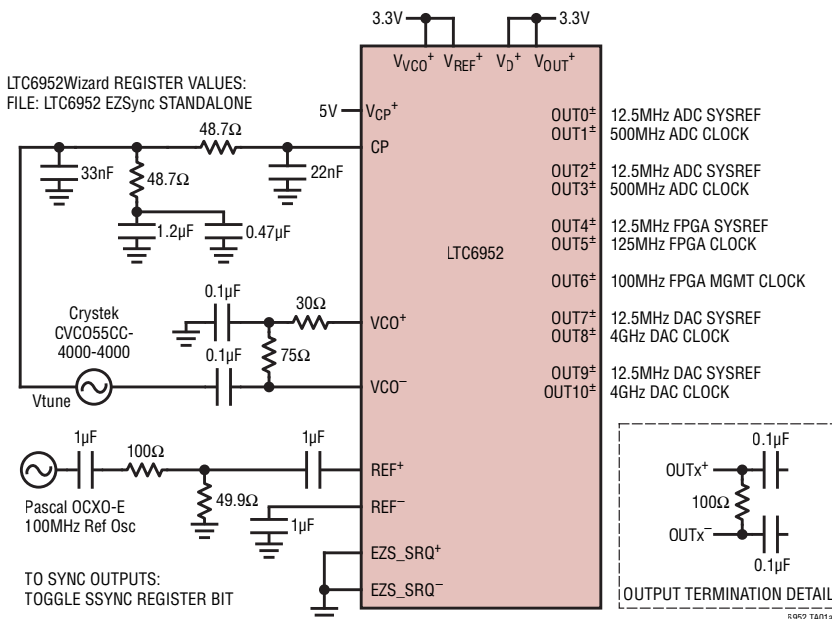 3.3V
3.3V
VVCO+ VREF+ VD+ VOUT+
LTC6952Wizard REGISTER VALUES:
FILE: LTC6952 EZSync STANDALONE
5V
VCP+
CP
48.7Ω
33nF
48.7Ω
22nF
1.2µF
0.47µF
LTC6952
OUT0± 12.5MHz ADC SYSREF
OUT1± 500MHz ADC CLOCK
OUT2± 12.5MHz ADC SYSREF
OUT3± 500MHz ADC CLOCK
OUT4± 12.5MHz FPGA SYSREF
OUT5± 125MHz FPGA CLOCK
OUT6± 100MHz FPGA MGMT CLOCK
OUT7± 12.5MHz DAC SYSREF
OUT8± 4GHz DAC CLOCK
OUT9± 12.5MHz DAC SYSREF
OUT10± 4GHz DAC CLOCK
Crystek
CVCO55CC-
4000-4000
0.1µF
30Ω
VCO+
75Ω
0.1µF
VCO–
Vtune
1µF
100Ω
1µF
REF+
49.9Ω
REF–
1µF
Pascal OCXO-E
100MHz Ref Osc
EZS_SRQ+
EZS_SRQ–
TO SYNC OUTPUTS:
TOGGLE SSYNC REGISTER BIT
0.1µF
OUTx+
100Ω
OUTx–
0.1µF
OUTPUT TERMINATION DETAIL
6952 TA01a